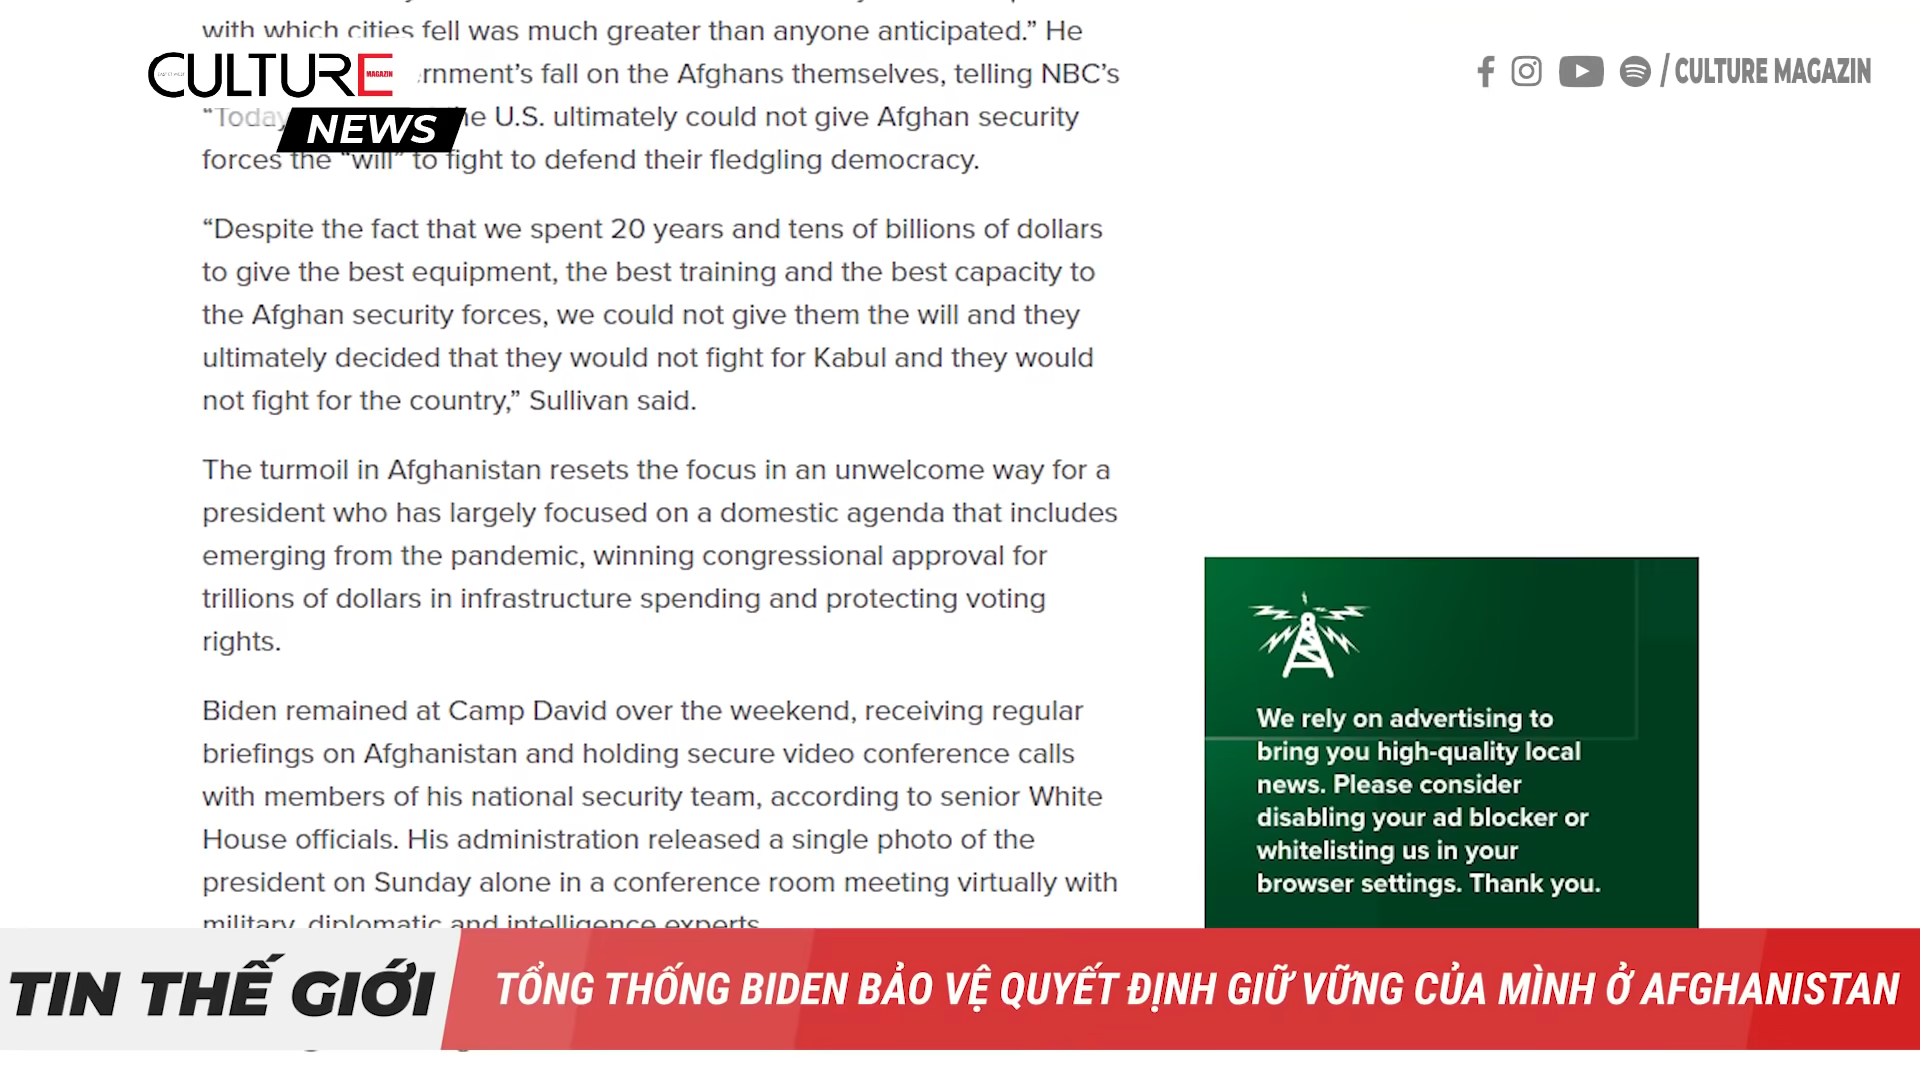 with which cities fell was much greater than anyone anticipated.” He
CULTURE
MAGAZIN
rnment’s fall on the Afghans themselves, telling NBC’s
/ CULTURE MAGAZIN
“Today
NEWS
e U.S. ultimately could not give Afghan security
forces the “will” to fight to defend their fledgling democracy.
“Despite the fact that we spent 20 years and tens of billions of dollars
to give the best equipment, the best training and the best capacity to
the Afghan security forces, we could not give them the will and they
ultimately decided that they would not fight for Kabul and they would
not fight for the country,” Sullivan said.
The turmoil in Afghanistan resets the focus in an unwelcome way for a
president who has largely focused on a domestic agenda that includes
emerging from the pandemic, winning congressional approval for
trillions of dollars in infrastructure spending and protecting voting
rights.
Biden remained at Camp David over the weekend, receiving regular
briefings on Afghanistan and holding secure video conference calls
with members of his national security team, according to senior White
House officials. His administration released a single photo of the
president on Sunday alone in a conference room meeting virtually with
military, diplomatic and intelligence experts.
We rely on advertising to
bring you high-quality local
news. Please consider
disabling your ad blocker or
whitelisting us in your
browser settings. Thank you.
TIN THẾ GIỚI
TỔNG THỐNG BIDEN BẢO VỆ QUYẾT ĐỊNH GIỮ VỮNG CỦA MÌNH Ở AFGHANISTAN